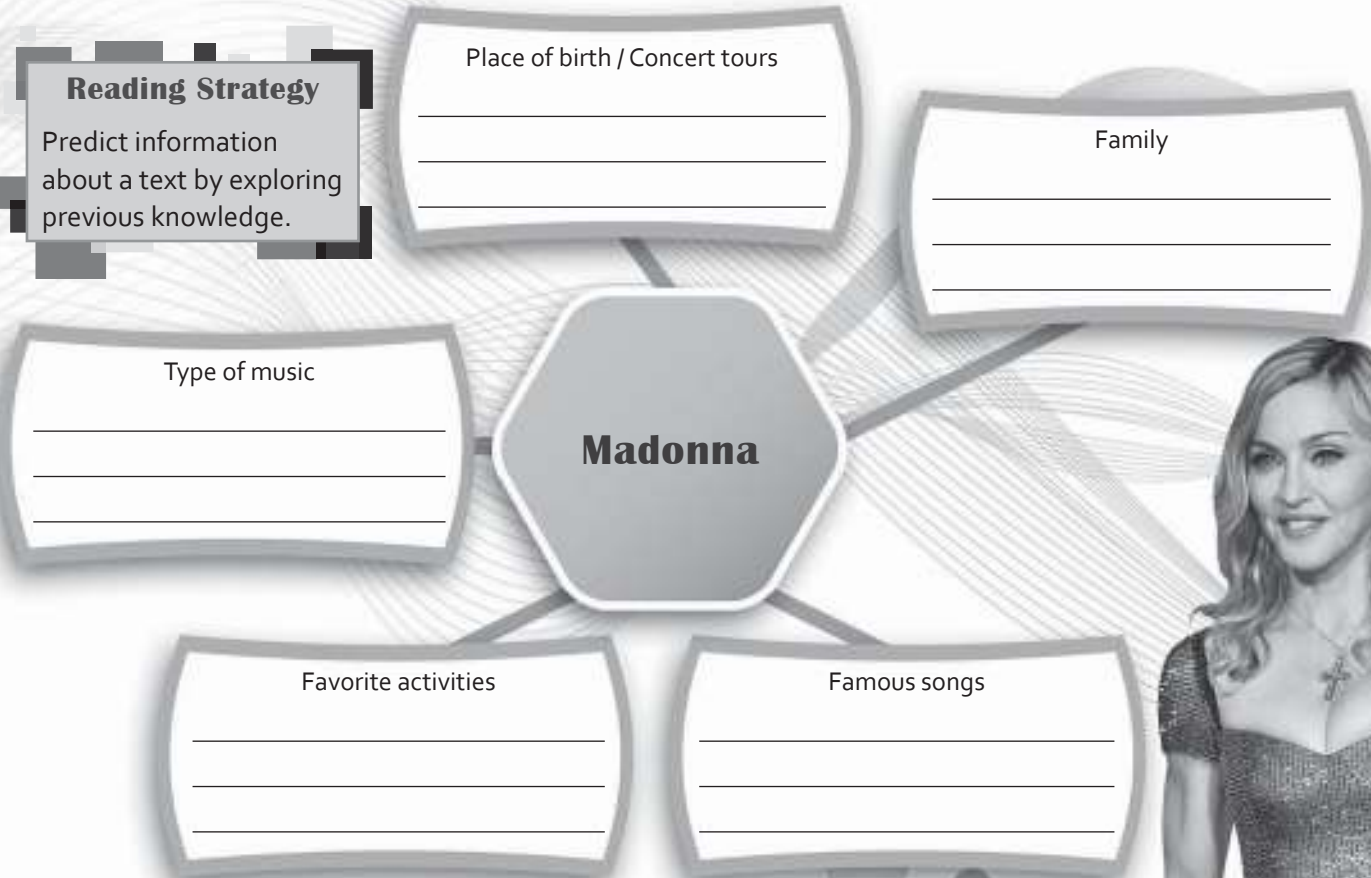 Reading Strategy
Predict information
about a text by exploring
previous knowledge.
Place of birth / Concert tours
Family
Type of music
Madonna
Favorite activities
Famous songs